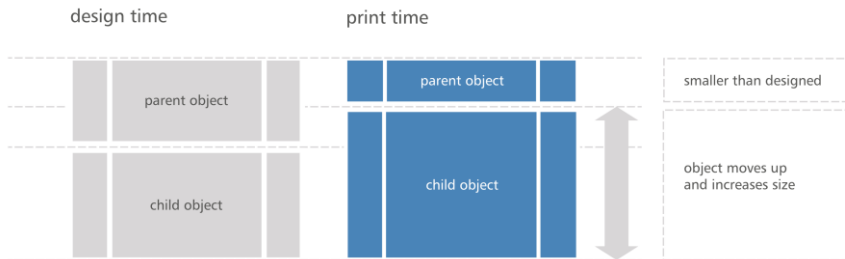 design time
print time
parent object
parent object
smaller than designed
child object
child object
object moves up
and increases size